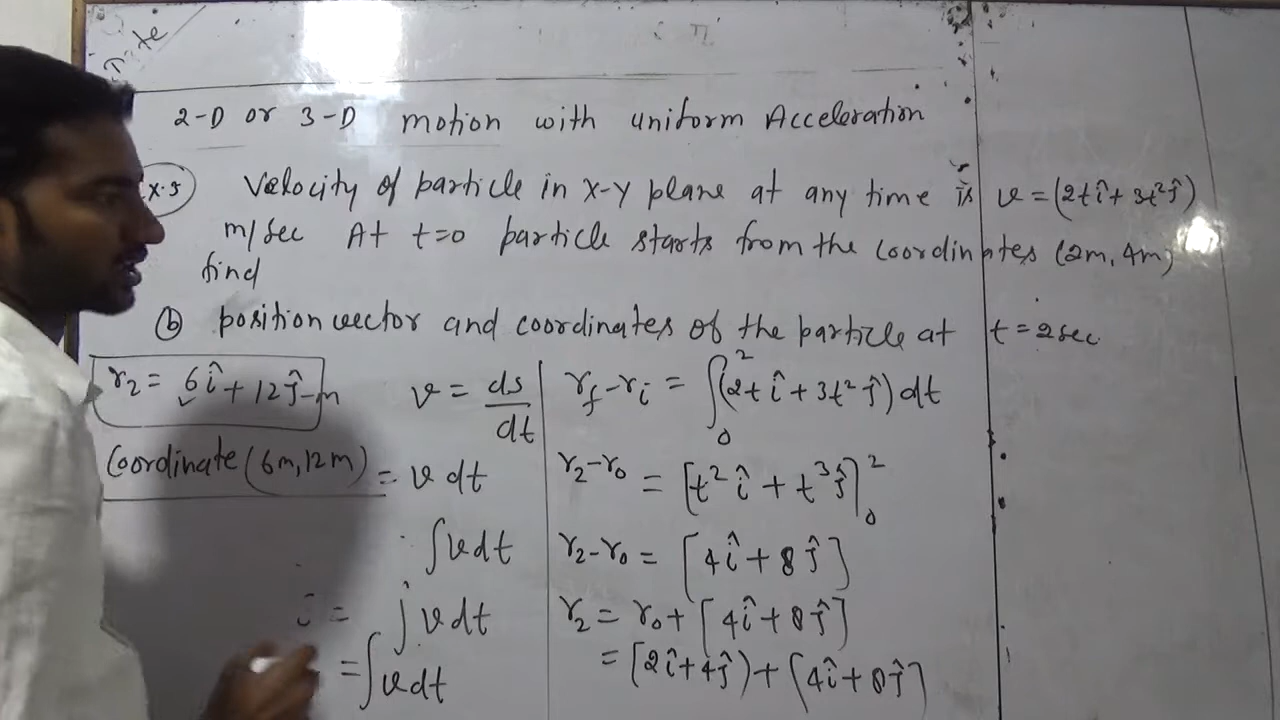 2-D or 3-D motion with uniform Acceleration
x.5 Velocity of particle in x-y plane at any time is v = (2tî + 3t²ĵ)
m/sec At t=0 particle starts from the coordinates (2m, 4m)
find
(b) position vector and coordinates of the particle at t = 2 sec
r₂ = 6î + 12ĵ-m
Coordinate (6m, 12m)
v = ds/dt
= v dt
∫v dt
= ∫v dt
= ∫v dt
r_f - r_i = ∫₀² (2t î + 3t² ĵ) dt
r₂-r₀ = [t² î + t³ ĵ]₀²
r₂-r₀ = [4î + 8ĵ]
r₂ = r₀ + [4î + 8ĵ]
= (2î + 4ĵ) + (4î + 8ĵ)